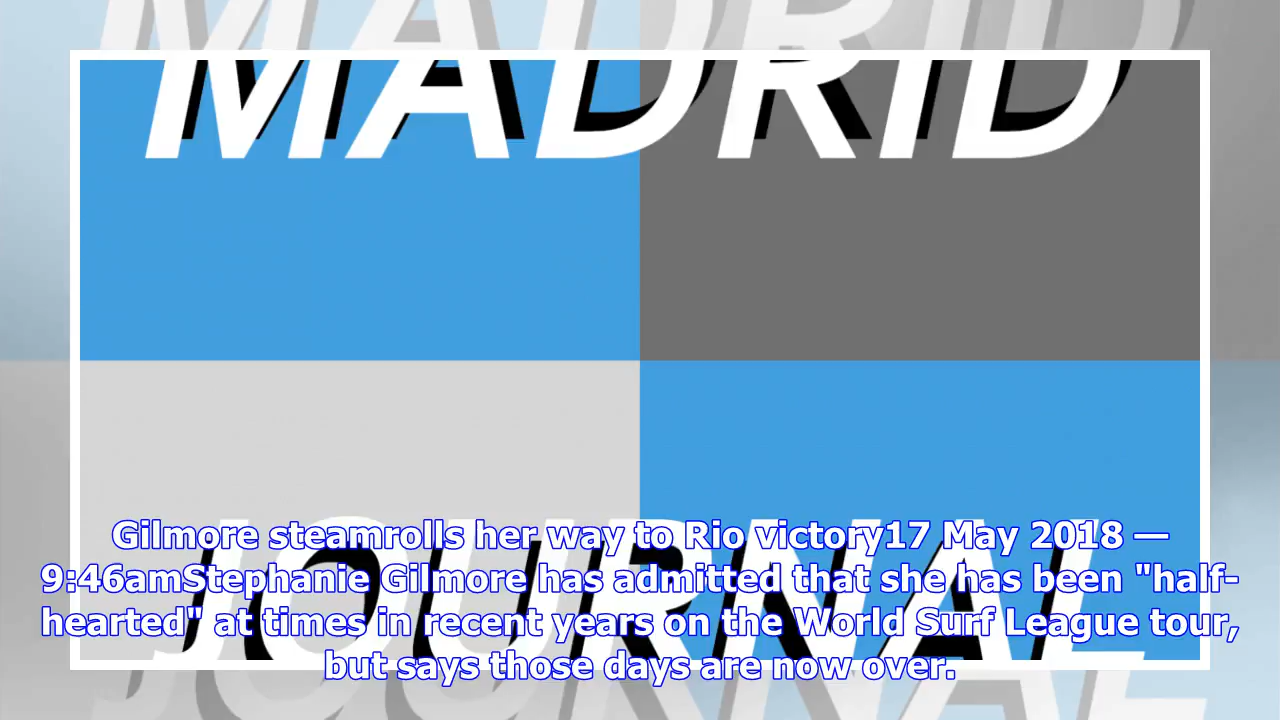 MADRID
JOURNAL
Gilmore steamrolls her way to Rio victory17 May 2018 —
9:46amStephanie Gilmore has admitted that she has been "half-
hearted" at times in recent years on the World Surf League tour,
but says those days are now over.